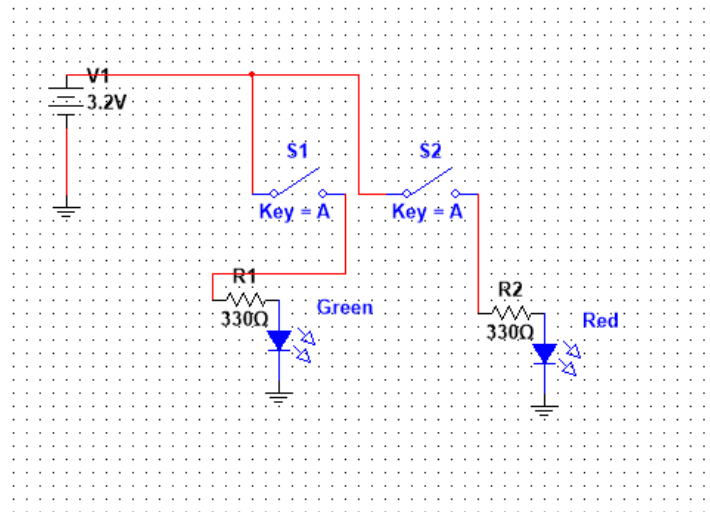 V1
3.2V
S1
Key = A
S2
Key = A
R1
330Ω
Green
R2
330Ω
Red